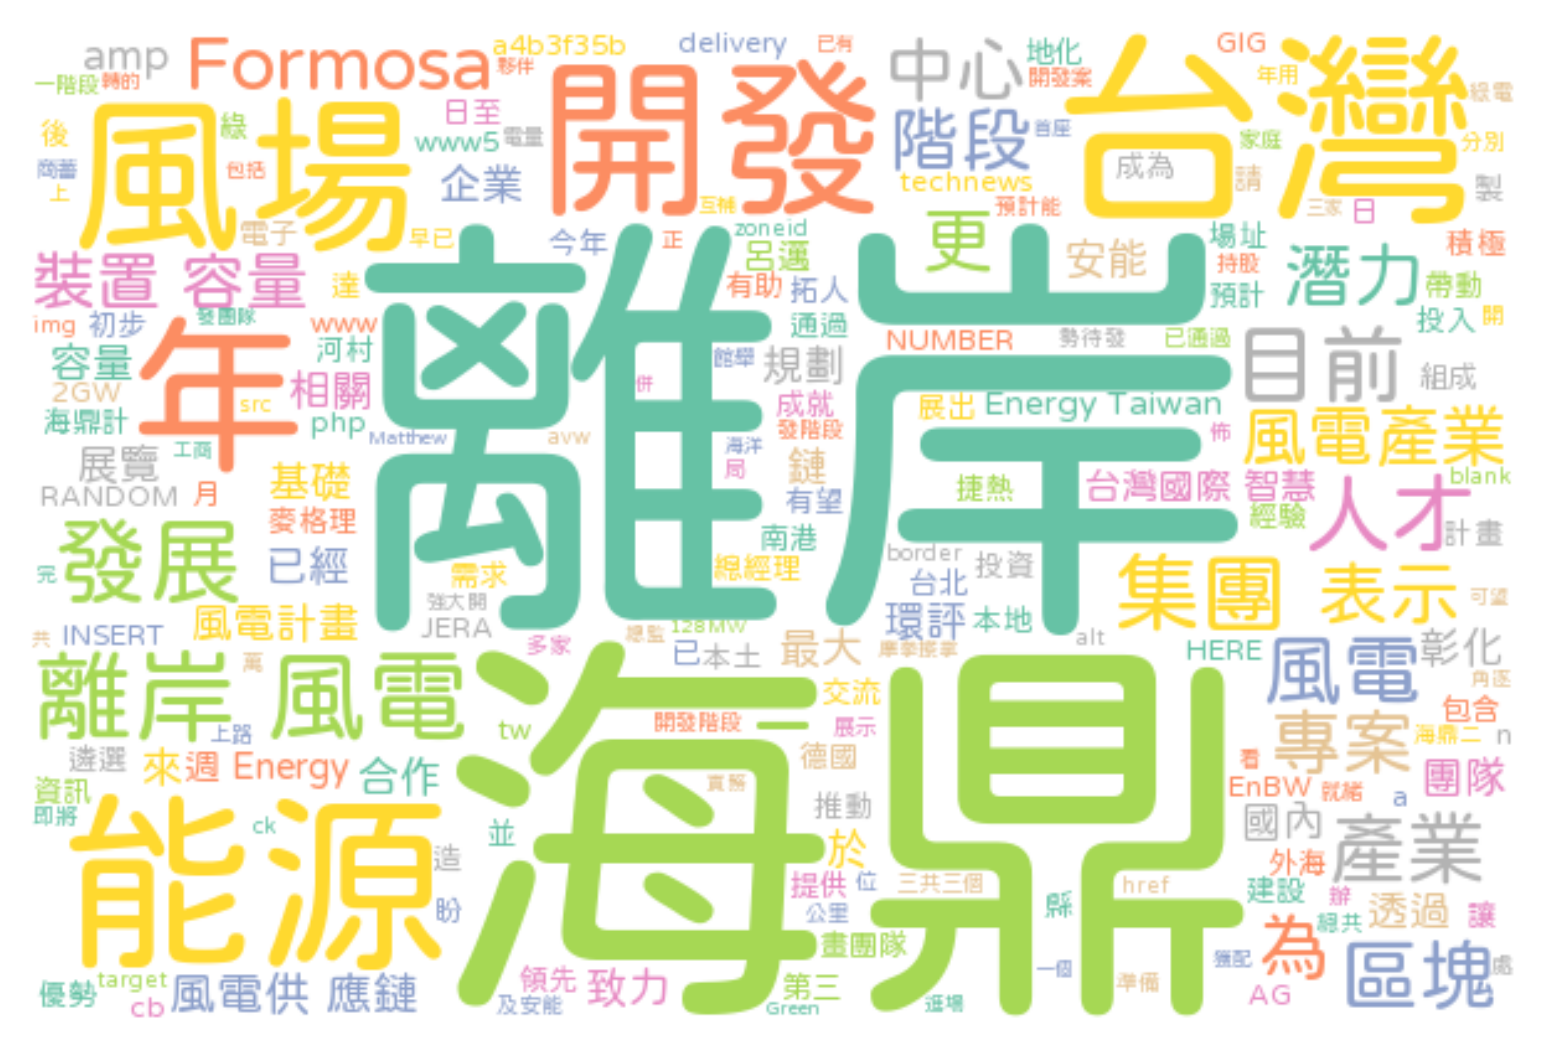 amp
Formosa
a4b3f35b
夥伴
delivery
已有
中心
地化
開發案
GIG
年用
綠電
一階段
轉的
風場
綠
日至
www5
電量
開發
階段
首座
台灣
家庭
分別
後
上
包括
企業
technews
成為
請
製
電子
早已
互補
預計能
三家
日
今年
正
zoneid
呂邁
更
安能
場址
持股
積極
裝置 容量
達
離岸
有助
拓人
預計
潛力
帶動
img
初步
發團隊
www
河村
通過
NUMBER
勢待發
已通過
投入
開
容量
年
館舉
規劃
目前
組成
2GW
src
相關
併
成就
展出
Energy Taiwan
海鼎計
php
Matthew
avw
海洋
發階段
佈
風電產業
展覽
工商
基礎
局
鏈
捷熱
台灣國際
智慧
人才
blank
RANDOM
月
麥格理
有望
經驗
計畫
發展
已經
需求
總經理
南港
border
投資
台北
集團
表示
可望
完
強大開
風電計畫
JERA
128MW
環評
本地
共
INSERT
多家
總監
已
本土
最大
alt
HERE
風電
彰化
離岸
風電
萬
海鼎
交流
角逐
上路
tw
開發階段
展示
專案
包含
海鼎二
n
遴選
來
週
Energy
合作
德國
看
EnBW
就緒
團隊
資訊
實務
推動
a
即將
能源
ck
並
於
國內
產業
造
提供
位
三共三個
href
外海
建設
辦
透過
讓
盼
公里
縣
總共
為
區塊
畫團隊
獲配
處
優勢
target
cb
風電供
應鏈
領先
及安能
致力
第三
Green
一個
準備
AG